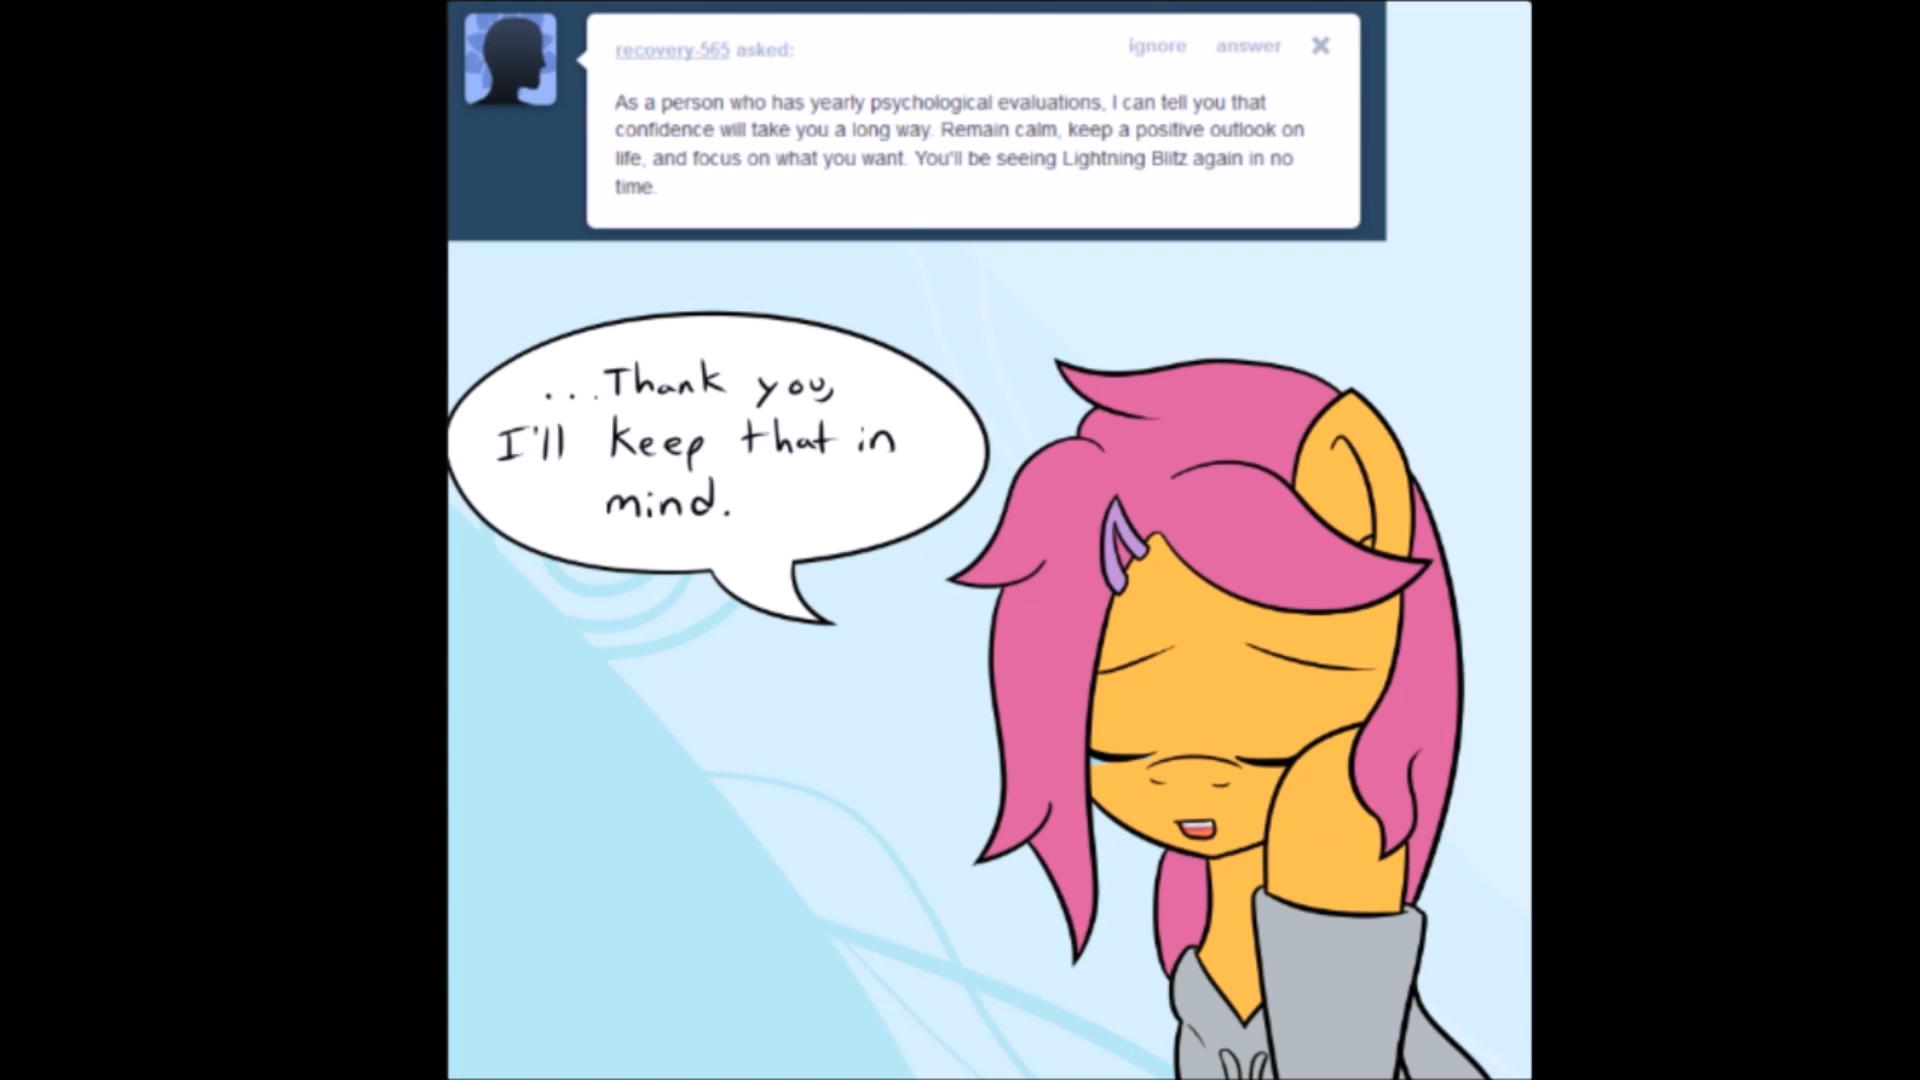 recovery-565 asked:
ignore answer
As a person who has yearly psychological evaluations, I can tell you that
confidence will take you a long way. Remain calm, keep a positive outlook on
life, and focus on what you want. You'll be seeing Lightning Blitz again in no
time.
...Thank you,
I'll keep that in
mind.